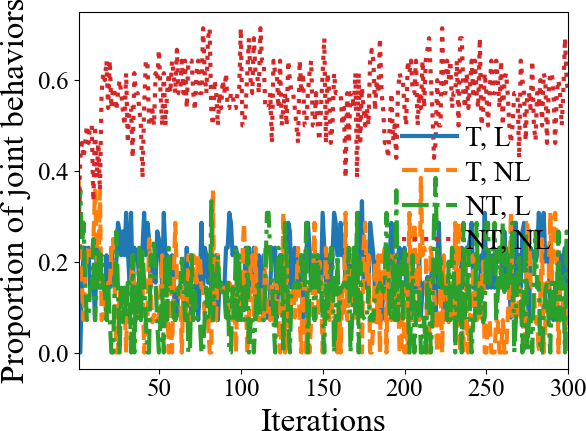 Proportion of joint behaviors
0.6
0.4
0.2
0.0
T, L
T, NL
NT, L
NT, NL
50
100
150
200
250
300
Iterations